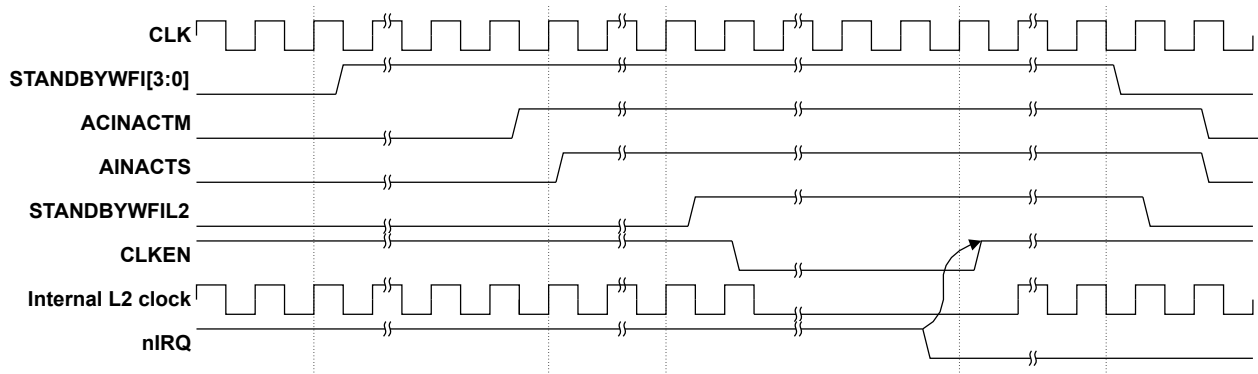 CLK
STANDBYWFI[3:0]
ACINACTM
AINACTS
STANDBYWFIL2
CLKEN
Internal L2 clock
nIRQ